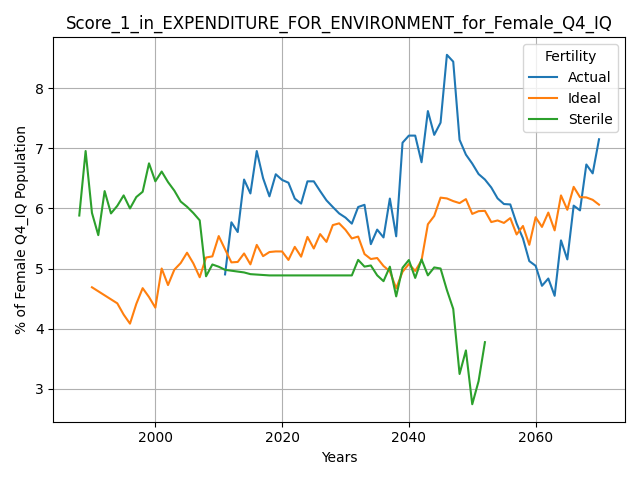 Score_1_in_EXPENDITURE_FOR_ENVIRONMENT_for_Female_Q4_IQ
% of Female Q4_IQ Population
8
7
6
5
4
3
Fertility
Actual
Ideal
Sterile
2000
2020
2040
2060
Years